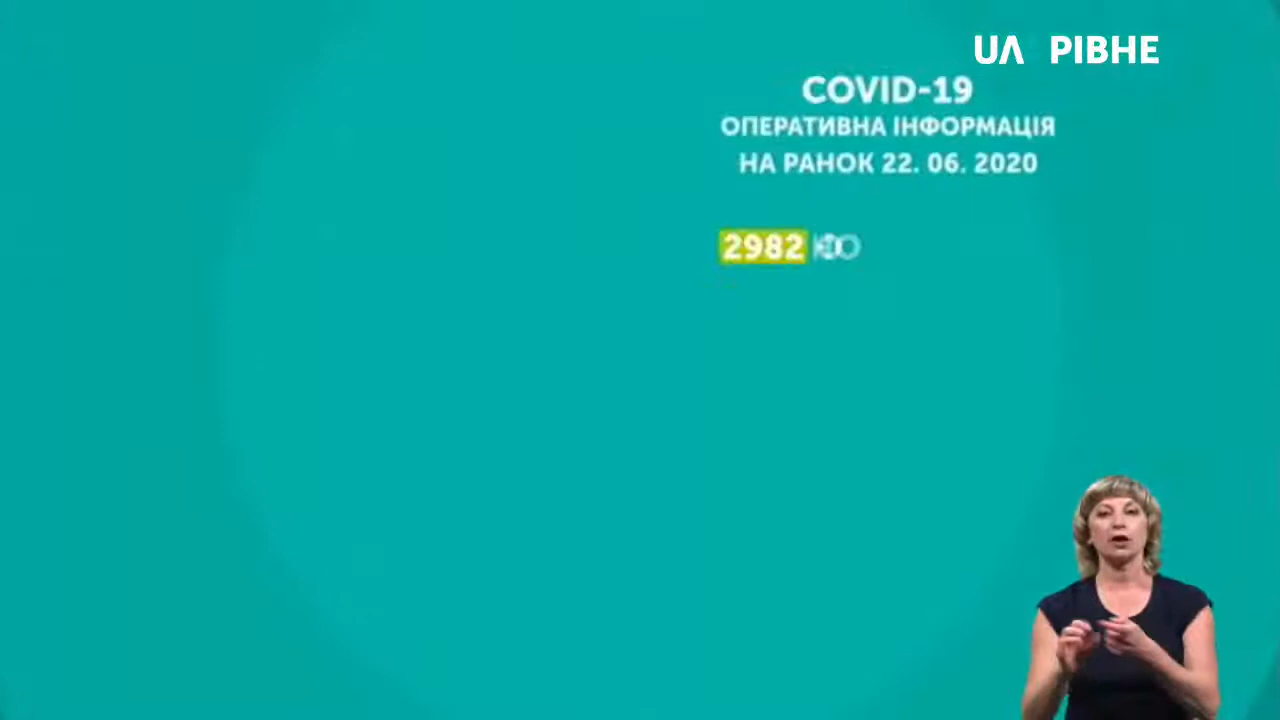 UA РІВНЕ
COVID-19
ОПЕРАТИВНА ІНФОРМАЦІЯ
НА РАНОК 22. 06. 2020
2982